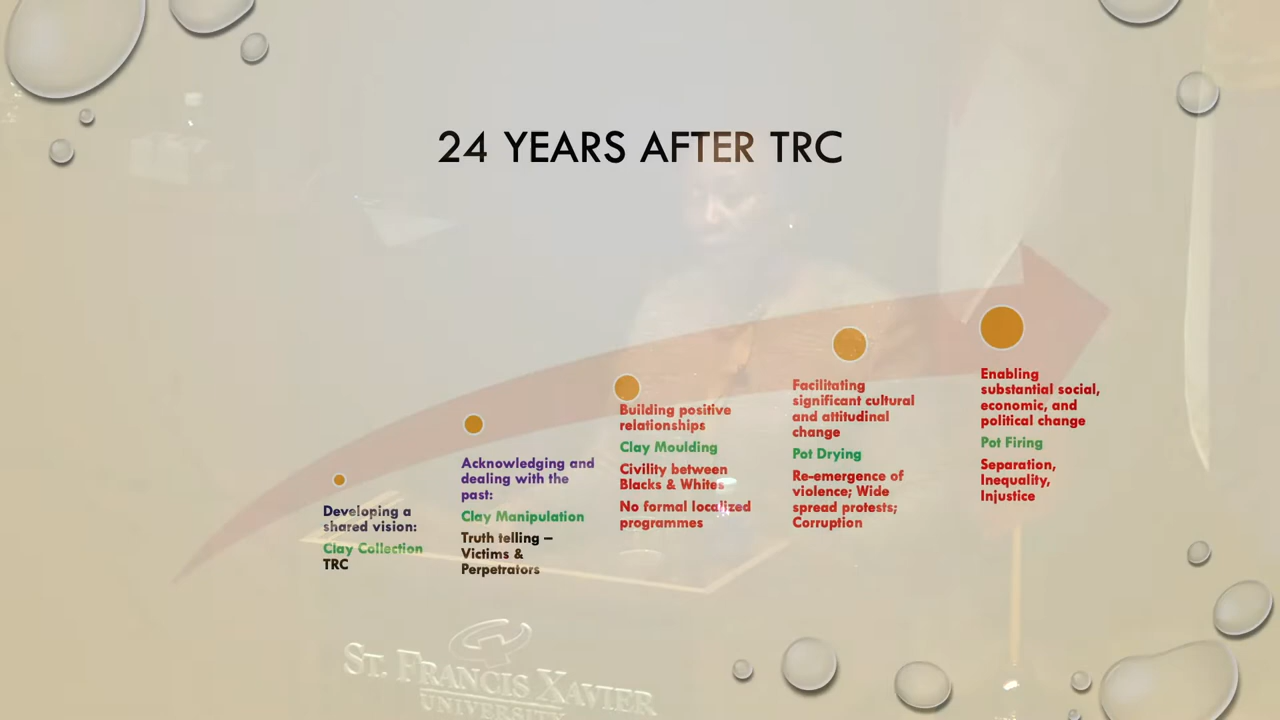 24 YEARS AFTER TRC
Developing a
shared vision:
Clay Collection
TRC
Acknowledging and
dealing with the
past:
Clay Manipulation
Truth telling –
Victims &
Perpetrators
Building positive
relationships
Clay Moulding
Civility between
Blacks & Whites
No formal localized
programmes
Facilitating
significant cultural
and attitudinal
change
Pot Drying
Re-emergence of
violence; Wide
spread protests;
Corruption
Enabling
substantial social,
economic, and
political change
Pot Firing
Separation,
Inequality,
Injustice
ST. FRANCIS XAVIER
UNIVERSITY